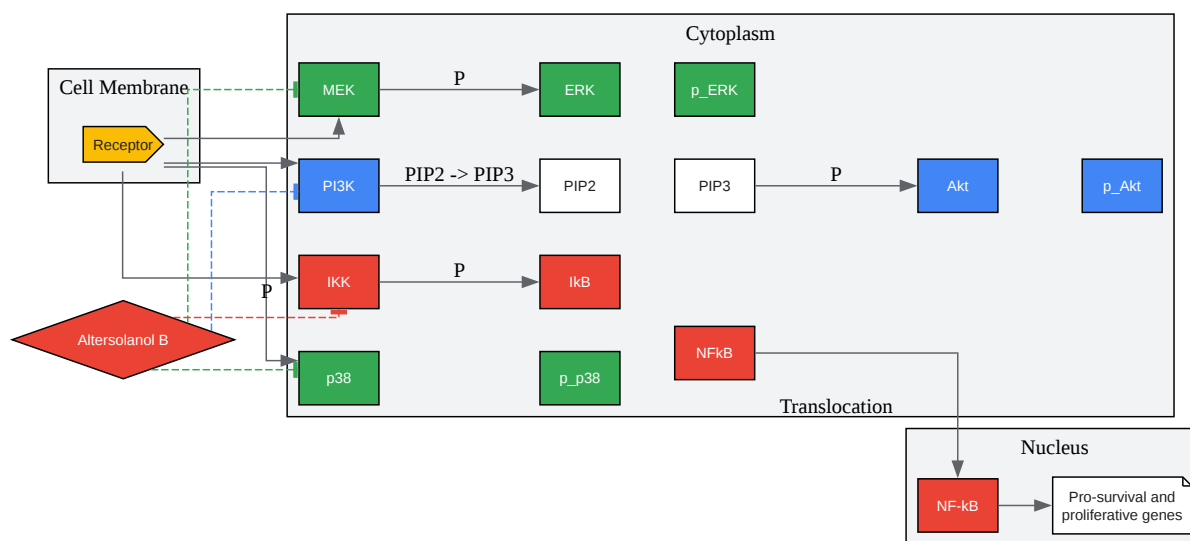 Cytoplasm
Cell Membrane
MEK
P
ERK
p_ERK
Receptor
PI3K
PIP2 -> PIP3
PIP2
PIP3
P
Akt
p_Akt
IKK
P
IkB
P
Altersolanol B
NFkB
p38
p_p38
Translocation
Nucleus
NF-kB
Pro-survival and
proliferative genes